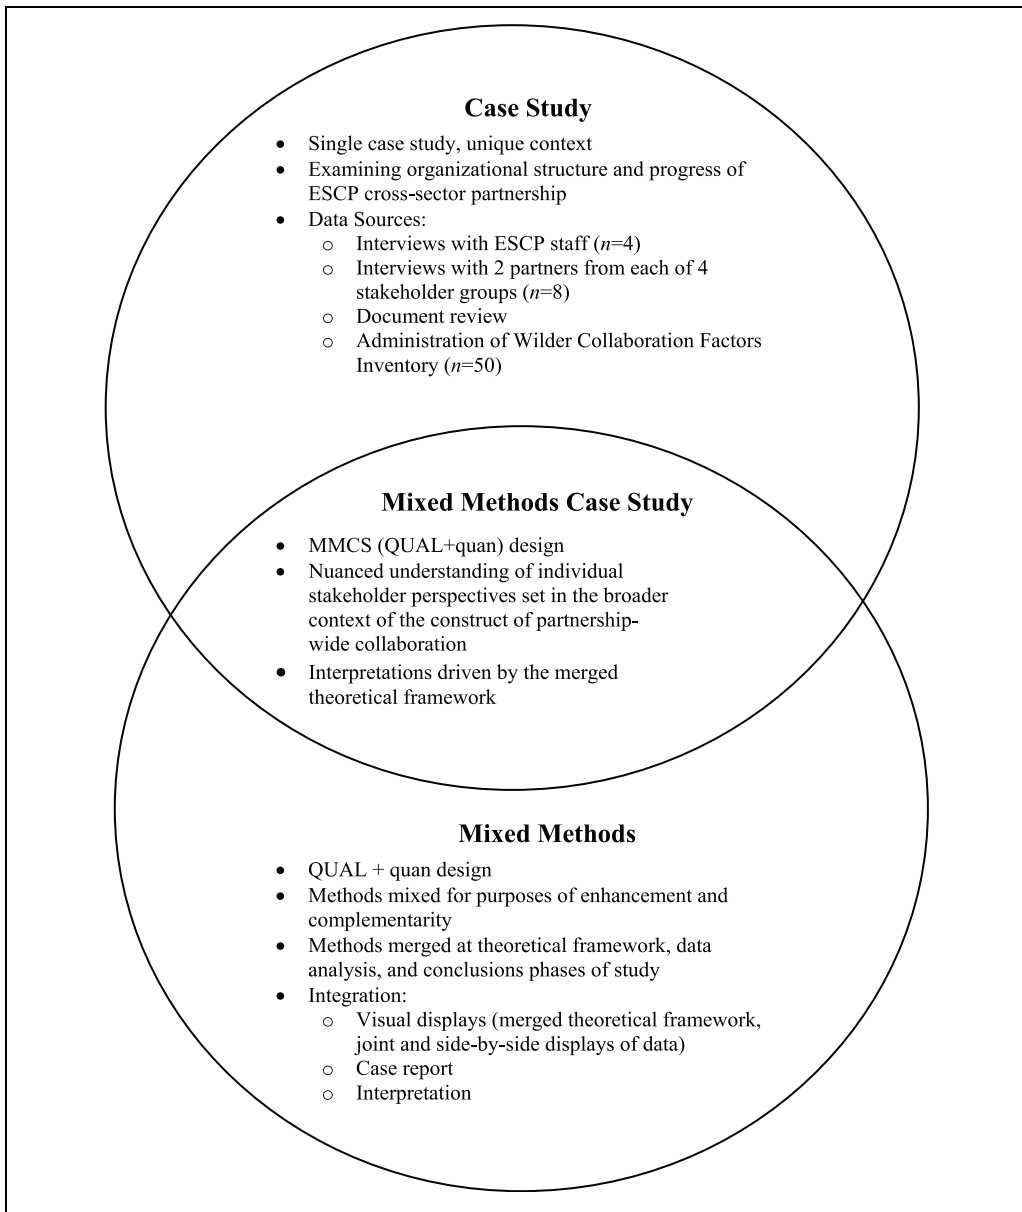 Case Study
• Single case study, unique context
• Examining organizational structure and progress of
ESCP cross-sector partnership
• Data Sources:
o Interviews with ESCP staff (n=4)
o Interviews with 2 partners from each of 4
stakeholder groups (n=8)
o Document review
o Administration of Wilder Collaboration Factors
Inventory (n=50)
Mixed Methods Case Study
• MMCS (QUAL+quan) design
• Nuanced understanding of individual
stakeholder perspectives set in the broader
context of the construct of partnership-
wide collaboration
• Interpretations driven by the merged
theoretical framework
Mixed Methods
• QUAL + quan design
• Methods mixed for purposes of enhancement and
complementarity
• Methods merged at theoretical framework, data
analysis, and conclusions phases of study
• Integration:
o Visual displays (merged theoretical framework,
joint and side-by-side displays of data)
o Case report
o Interpretation